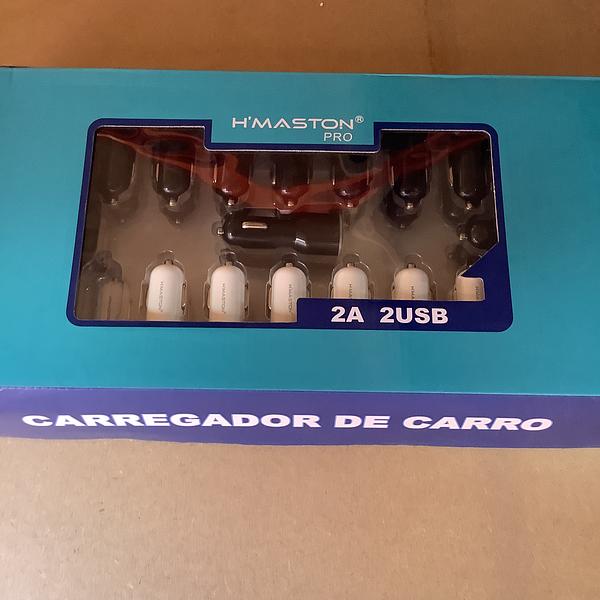 H'MASTON®
PRO
2A 2USB
CARREGADOR DE CARRO